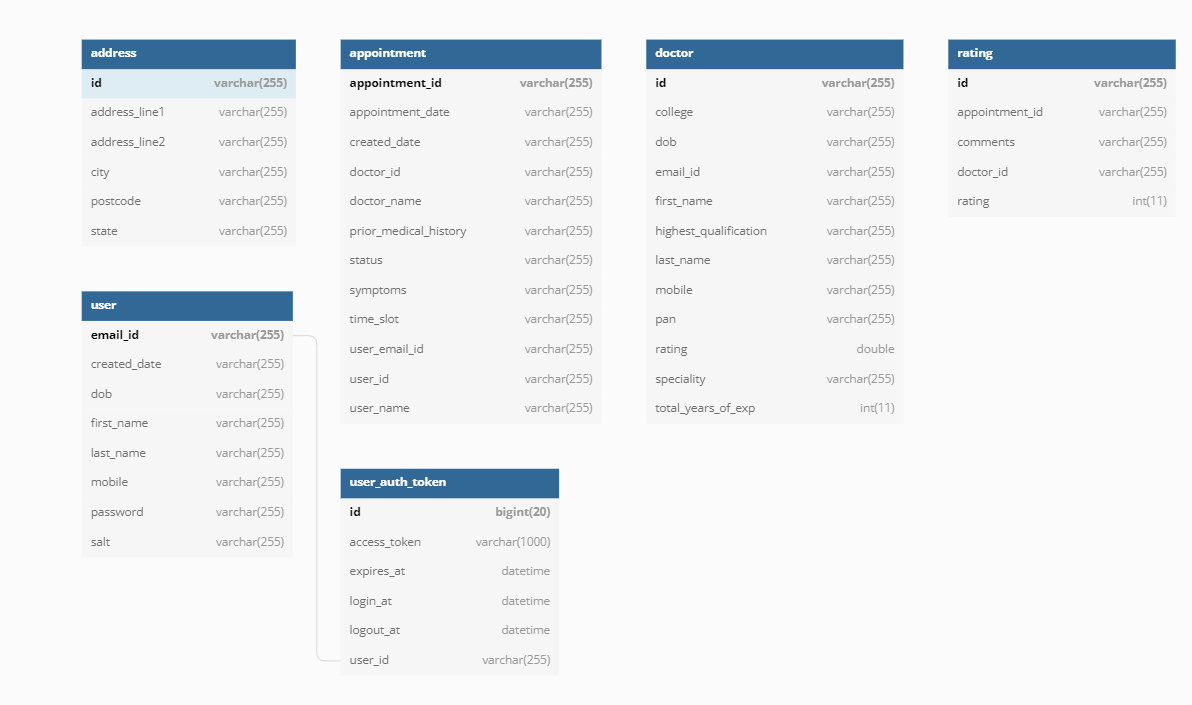 address
id varchar(255)
address_line1 varchar(255)
address_line2 varchar(255)
city varchar(255)
postcode varchar(255)
state varchar(255)
user
email_id varchar(255)
created_date varchar(255)
dob varchar(255)
first_name varchar(255)
last_name varchar(255)
mobile varchar(255)
password varchar(255)
salt varchar(255)
appointment
appointment_id varchar(255)
appointment_date varchar(255)
created_date varchar(255)
doctor_id varchar(255)
doctor_name varchar(255)
prior_medical_history varchar(255)
status varchar(255)
symptoms varchar(255)
time_slot varchar(255)
user_email_id varchar(255)
user_id varchar(255)
user_name varchar(255)
user_auth_token
id bigint(20)
access_token varchar(1000)
expires_at datetime
login_at datetime
logout_at datetime
user_id varchar(255)
doctor
id varchar(255)
college varchar(255)
dob varchar(255)
email_id varchar(255)
first_name varchar(255)
highest_qualification varchar(255)
last_name varchar(255)
mobile varchar(255)
pan varchar(255)
rating double
speciality varchar(255)
total_years_of_exp int(11)
rating
id varchar(255)
appointment_id varchar(255)
comments varchar(255)
doctor_id varchar(255)
rating int(11)